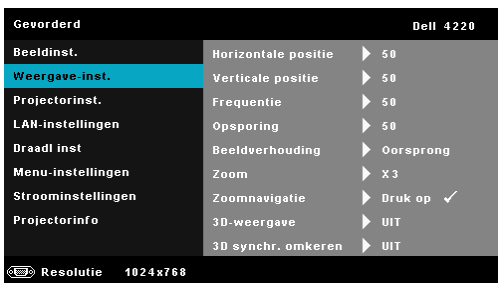 Gevorderd Dell 4220
Beeldinst.
Weergave-inst.
Projectorinst.
LAN-instellingen
Draadl inst
Menu-instellingen
Stroominstellingen
Projectorinfo
Horizontale positie 50
Verticale positie 50
Frequentie 50
Opsporing 50
Beeldverhouding Oorsprong
Zoom X3
Zoomnavigatie Druk op ✓
3D-weergave UIT
3D synchr. omkeren UIT
Resolutie 1024x768